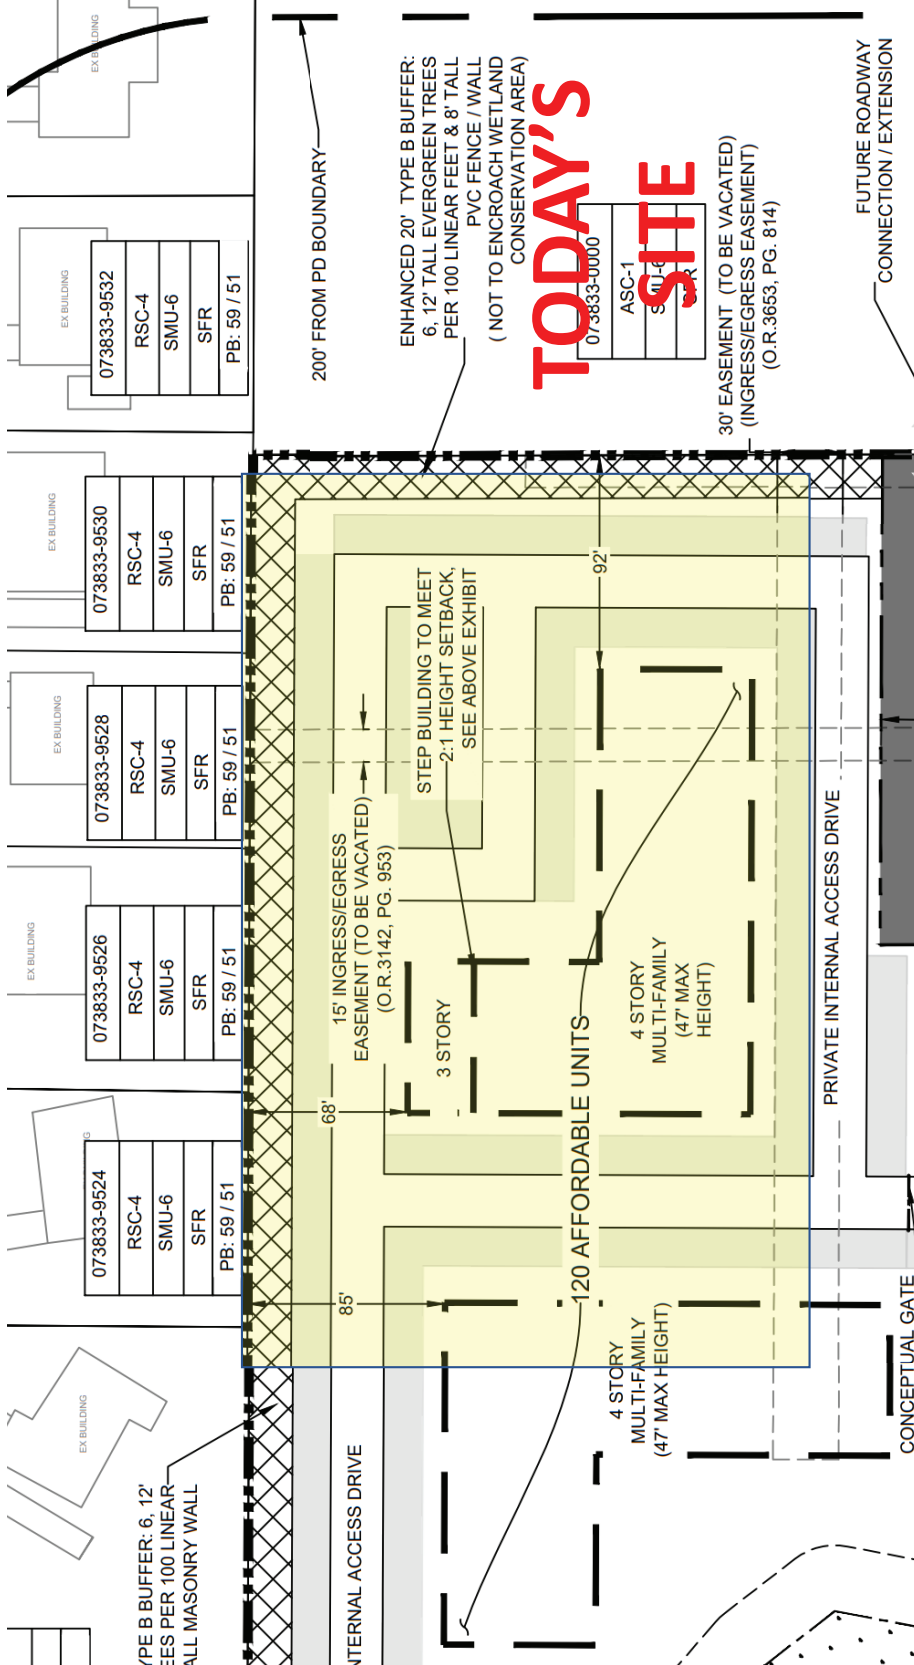 EX BUILDING
200' FROM PD BOUNDARY
ENHANCED 20' TYPE B BUFFER:
6, 12' TALL EVERGREEN TREES
PER 100 LINEAR FEET & 8' TALL
PVC FENCE / WALL
( NOT TO ENCROACH WETLAND
CONSERVATION AREA)
TODAY'S
SITE
073833-0000
ASC-1
SMU-6
SFR
30' EASEMENT (TO BE VACATED)
(INGRESS/EGRESS EASEMENT)
(O.R.3653, PG. 814)
FUTURE ROADWAY
CONNECTION / EXTENSION
EX BUILDING
073833-9532
RSC-4
SMU-6
SFR
PB: 59 / 51
EX BUILDING
073833-9530
RSC-4
SMU-6
SFR
PB: 59 / 51
EX BUILDING
073833-9528
RSC-4
SMU-6
SFR
PB: 59 / 51
EX BUILDING
073833-9526
RSC-4
SMU-6
SFR
PB: 59 / 51
073833-9524
RSC-4
SMU-6
SFR
PB: 59 / 51
EX BUILDING
92'
STEP BUILDING TO MEET
2:1 HEIGHT SETBACK,
SEE ABOVE EXHIBIT
15' INGRESS/EGRESS
EASEMENT (TO BE VACATED)
(O.R.3142, PG. 953)
3 STORY
4 STORY
MULTI-FAMILY
(47' MAX
HEIGHT)
68'
85'
120 AFFORDABLE UNITS
PRIVATE INTERNAL ACCESS DRIVE
4 STORY
MULTI-FAMILY
(47' MAX HEIGHT)
CONCEPTUAL GATE
YPE B BUFFER: 6, 12'
EES PER 100 LINEAR
ALL MASONRY WALL
NTERNAL ACCESS DRIVE